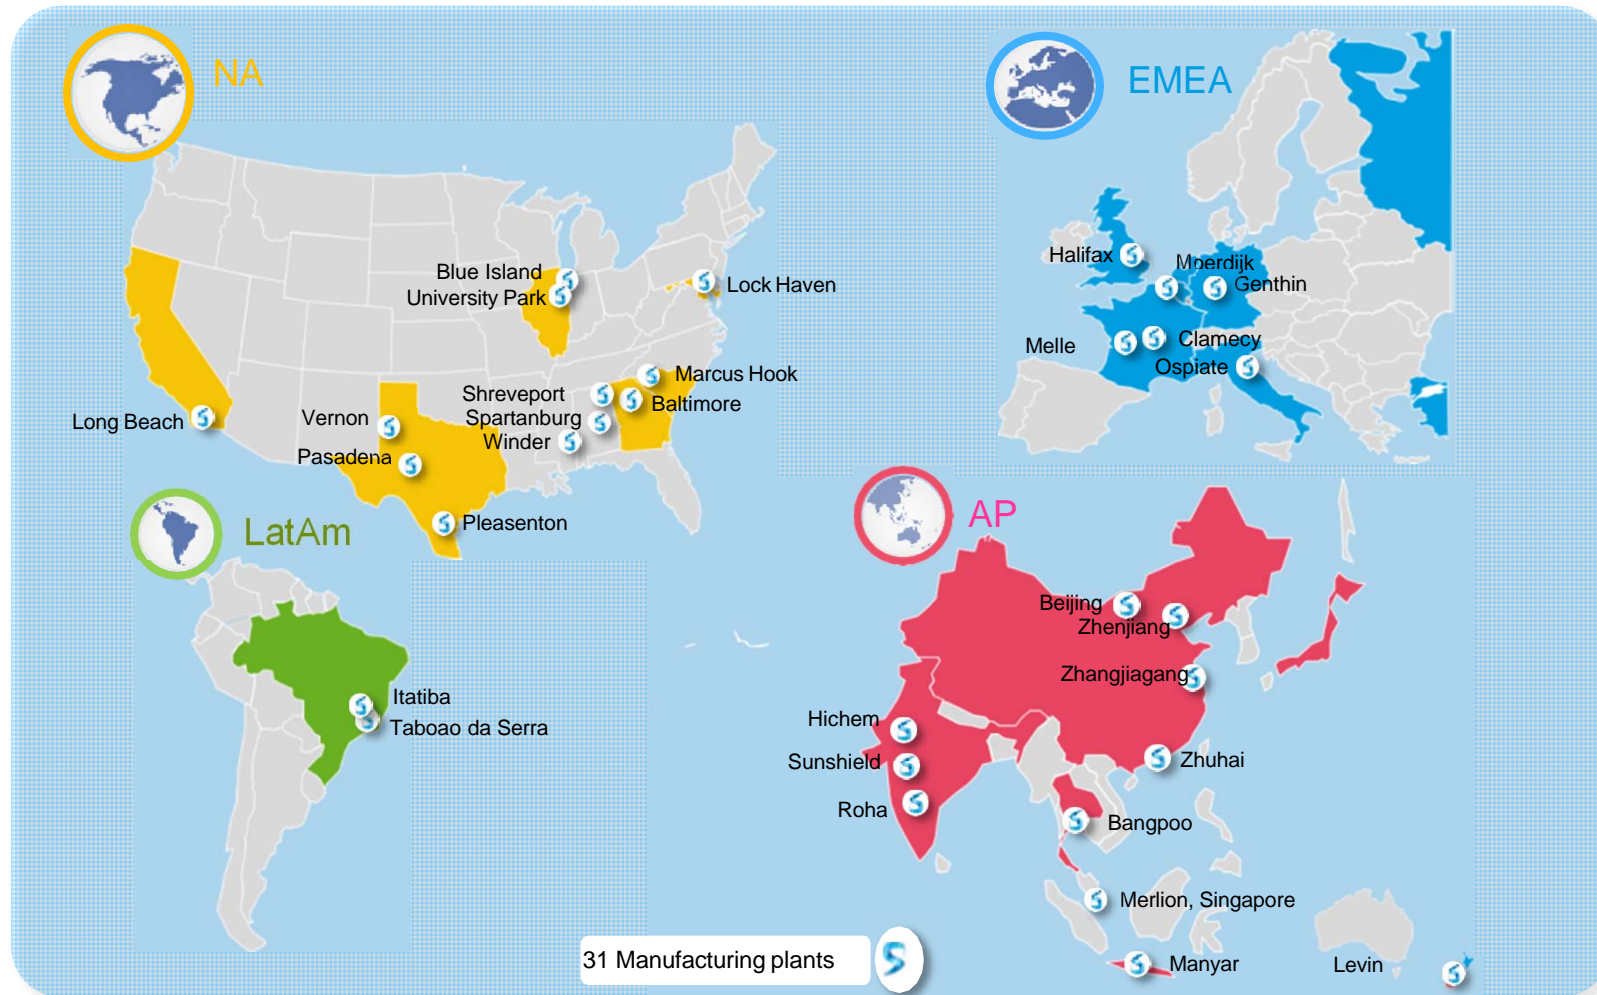 NA
EMEA
Blue Island
University Park
Lock Haven
Marcus Hook
Shreveport
Baltimore
Spartanburg
Winder
Long Beach
Vernon
Pasadena
Pleasenton
Halifax
Moerdijk
Genthin
Melle
Clamecy
Ospiate
LatAm
Itatiba
Taboao da Serra
AP
Beijing
Zhenjiang
Zhangjiagang
Hichem
Sunshield
Zhuhai
Roha
Bangpoo
Merlion, Singapore
Manyar
Levin
31 Manufacturing plants